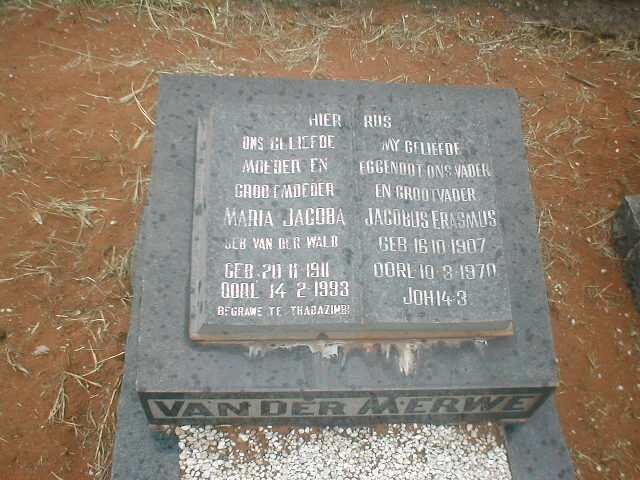 HIER RUS
ONS GELIEFDE
MOEDER EN
GROOTMOEDER
MARIA JACOBA
GEB VAN DER WALD
GEB. 20-11-1911
OORL 14-2-1993
BEGRAWE TE THABAZIMBI
MY GELIEFDE
EGGENOOT ONS VADER
EN GROOTVADER
JACOBUS ERASMUS
GEB 16·10·1907
OORL 10-8-1970
JOH 14·3
VAN DER MERWE